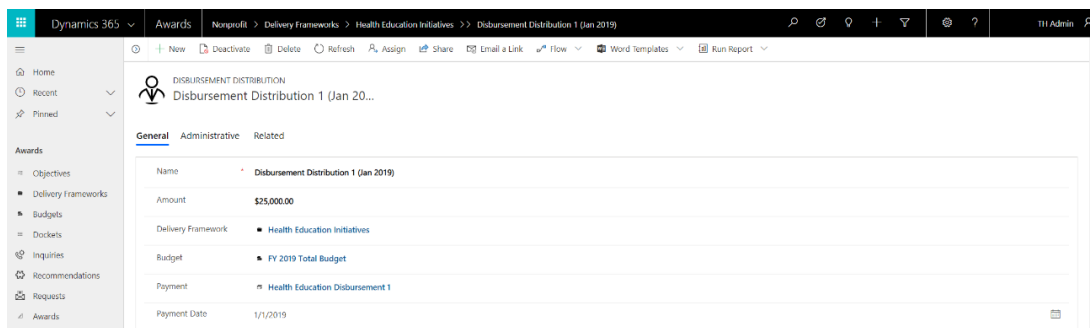 Dynamics 365 Awards Nonprofit > Delivery Frameworks > Health Education Initiatives >> Disbursement Distribution 1 (Jan 2019) TH Admin
New Deactivate Delete Refresh Assign Share Email a Link Flow Word Templates Run Report
Home
Recent
Pinned
Awards
Objectives
Delivery Frameworks
Budgets
Dockets
Inquiries
Recommendations
Requests
Awards
DISBURSEMENT DISTRIBUTION
Disbursement Distribution 1 (Jan 20...
General Administrative Related
Name * Disbursement Distribution 1 (Jan 2019)
Amount $25,000.00
Delivery Framework Health Education Initiatives
Budget FY 2019 Total Budget
Payment Health Education Disbursement 1
Payment Date 1/1/2019